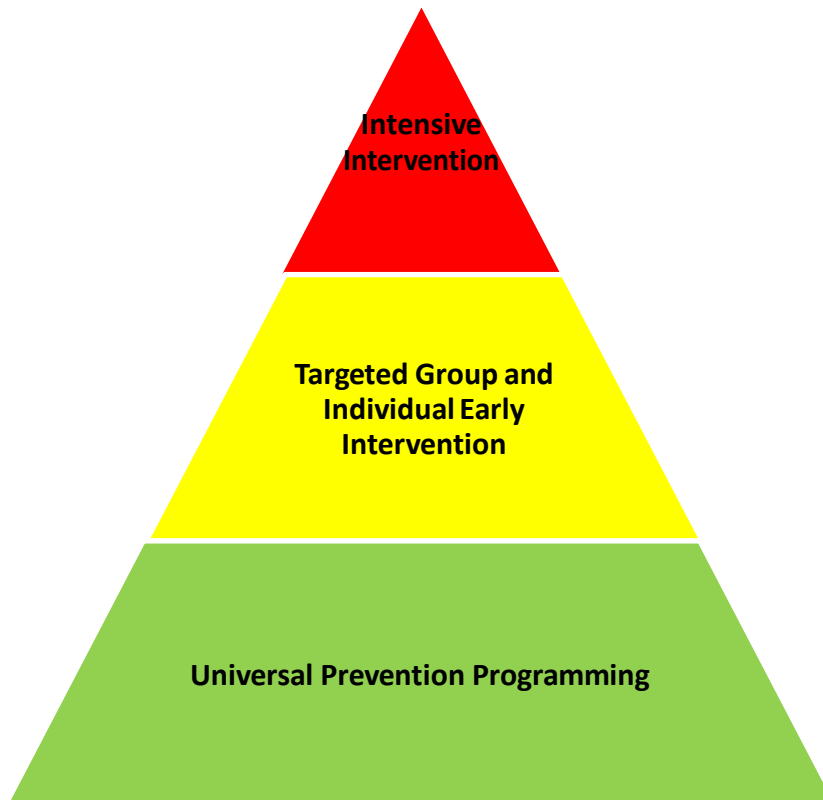 Intensive
Intervention
Targeted Group and
Individual Early
Intervention
Universal Prevention Programming